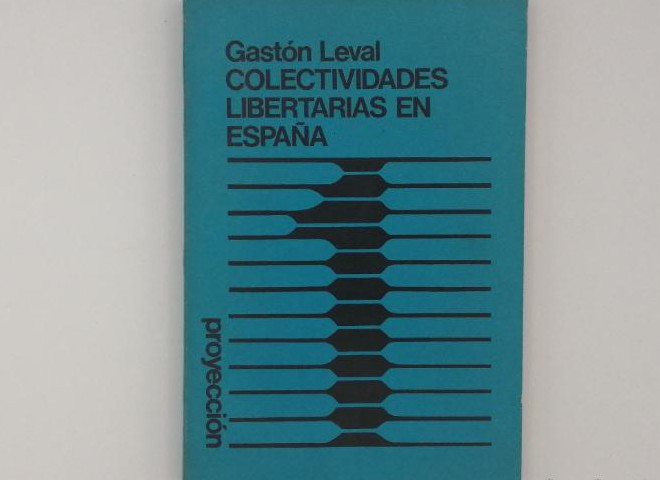 Gastón Leval
COLECTIVIDADES
LIBERTARIAS EN
ESPAÑA
proyección